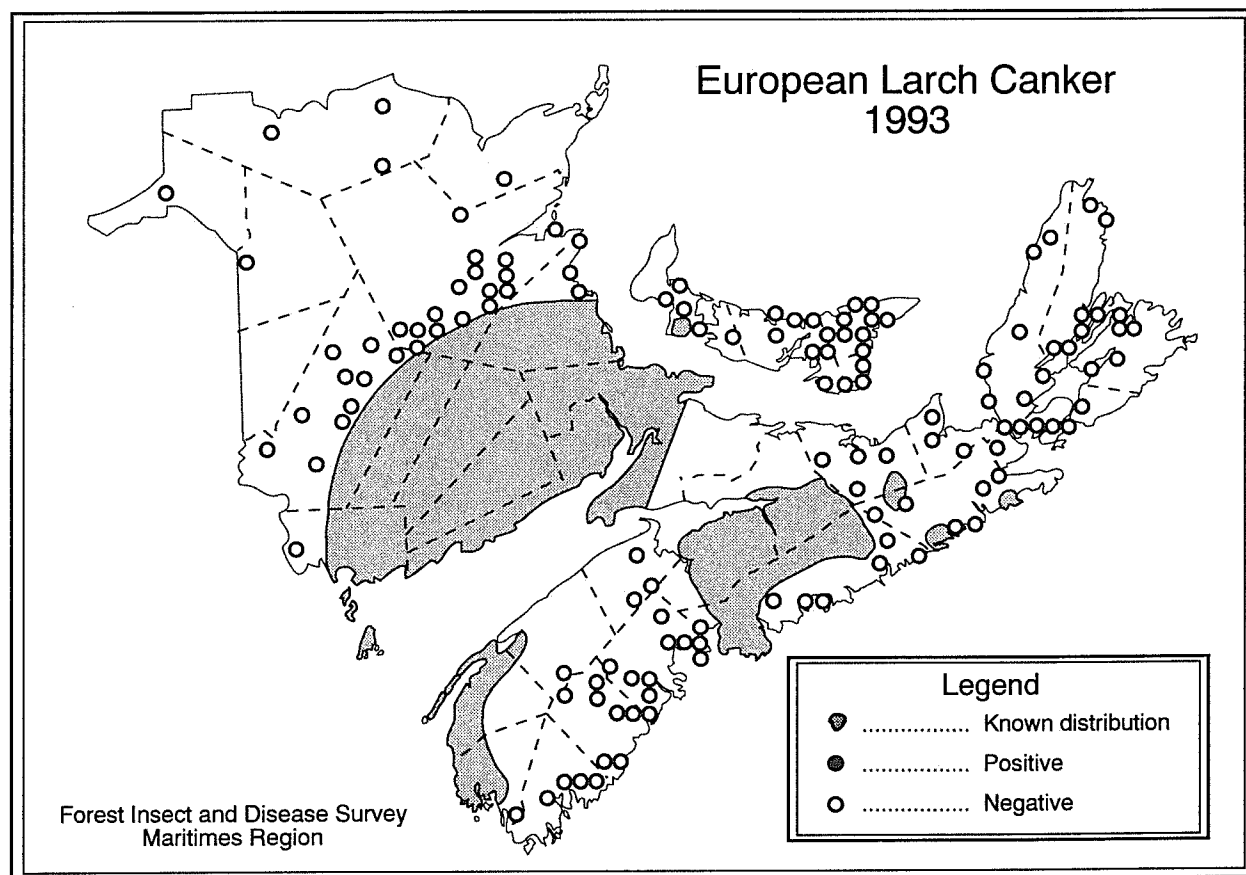 European Larch Canker
1993
Legend
.................. Known distribution
.................. Positive
.................. Negative
Forest Insect and Disease Survey
Maritimes Region